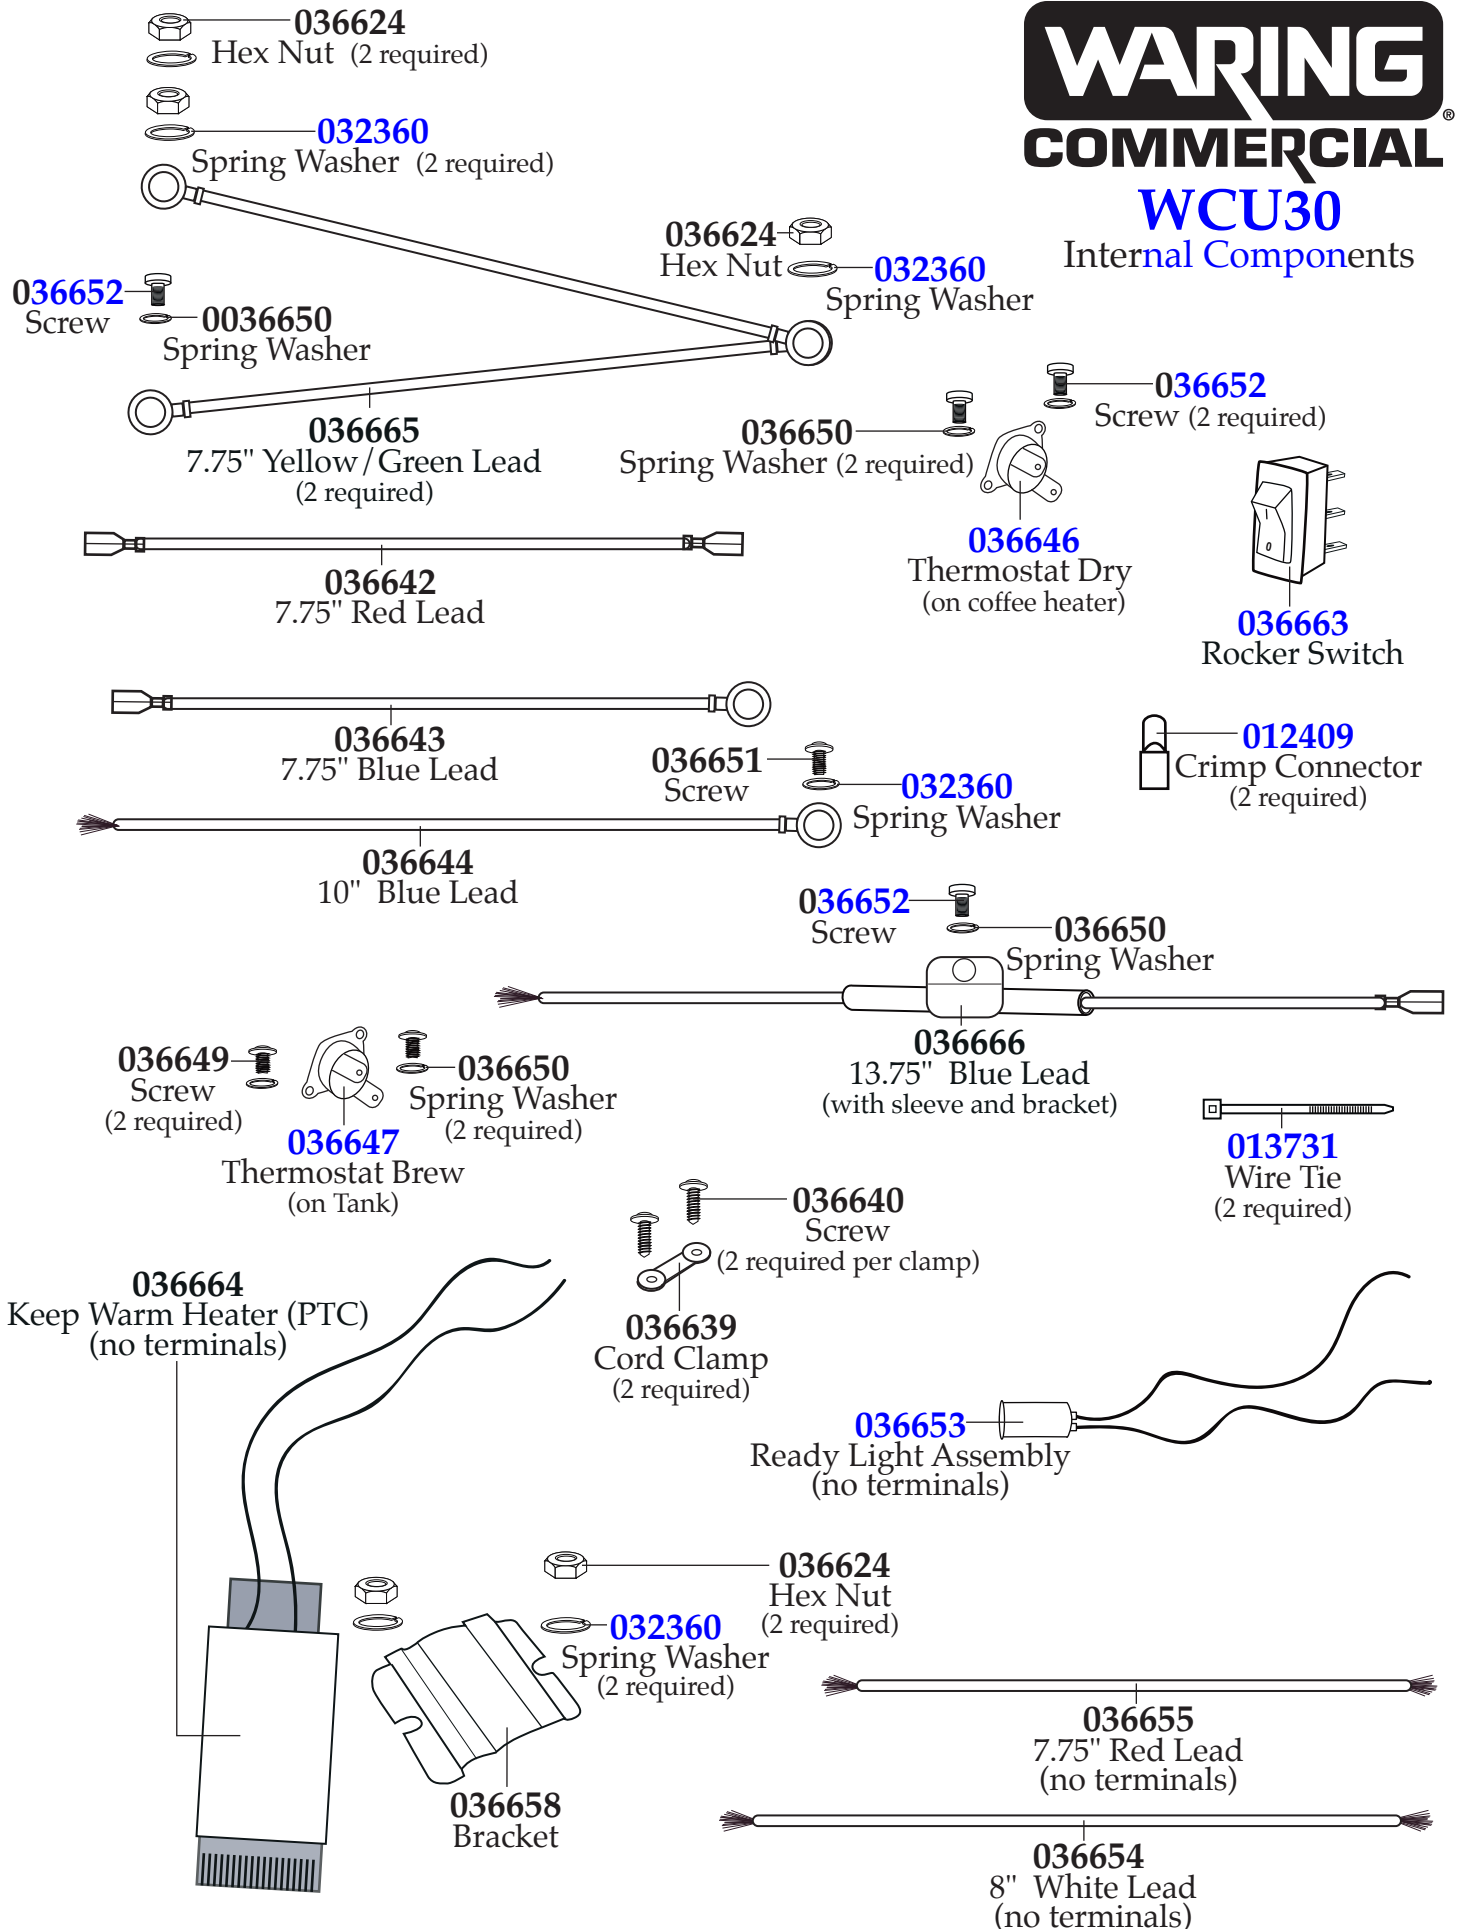 036624
Hex Nut (2 required)
WARING®
COMMERCIAL
WCU30
Internal Components
032360
Spring Washer (2 required)
036624
Hex Nut
032360
Spring Washer
036652
Screw
0036650
Spring Washer
036665
7.75" Yellow/Green Lead
(2 required)
036652
Screw (2 required)
036650
Spring Washer (2 required)
036646
Thermostat Dry
(on coffee heater)
I
0
036663
Rocker Switch
036642
7.75" Red Lead
036643
7.75" Blue Lead
036651
Screw
032360
Spring Washer
012409
Crimp Connector
(2 required)
036644
10" Blue Lead
036652
Screw
036650
Spring Washer
036666
13.75" Blue Lead
(with sleeve and bracket)
036649
Screw
(2 required)
036650
Spring Washer
(2 required)
036647
Thermostat Brew
(on Tank)
013731
Wire Tie
(2 required)
036640
Screw
(2 required per clamp)
036639
Cord Clamp
(2 required)
036664
Keep Warm Heater (PTC)
(no terminals)
036653
Ready Light Assembly
(no terminals)
036624
Hex Nut
(2 required)
032360
Spring Washer
(2 required)
036658
Bracket
036655
7.75" Red Lead
(no terminals)
036654
8" White Lead
(no terminals)